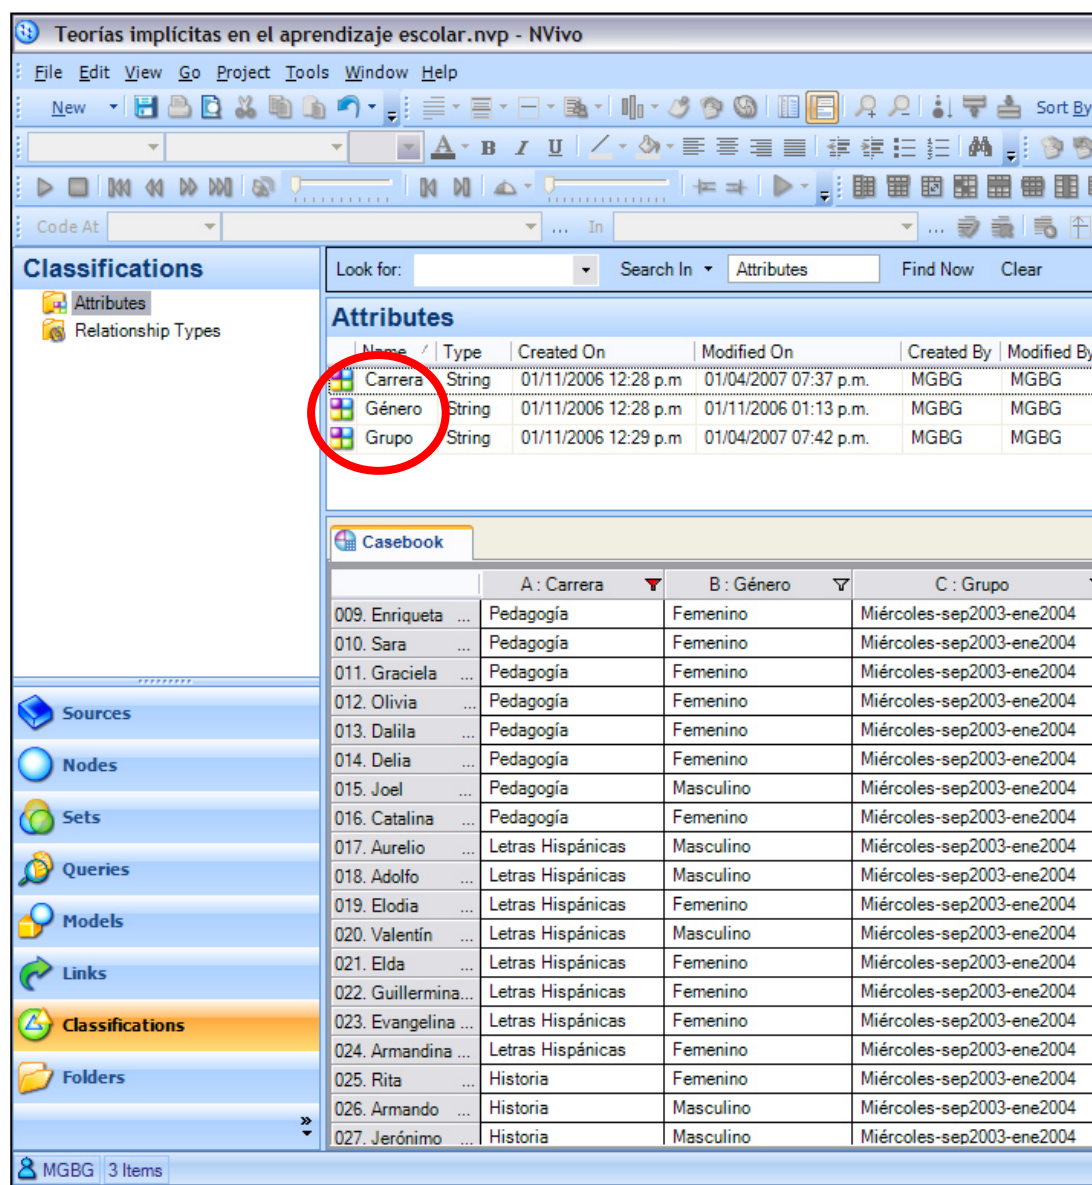 Teorías implícitas en el aprendizaje escolar.nvp - NVivo
File Edit View Go Project Tools Window Help
New Sort By
B I U
Code At ... In ...
Classifications
Attributes
Relationship Types
Look for: Search In Attributes Find Now Clear
Attributes
Name Type Created On Modified On Created By Modified By
Carrera String 01/11/2006 12:28 p.m 01/04/2007 07:37 p.m. MGBG MGBG
Género String 01/11/2006 12:28 p.m 01/11/2006 01:13 p.m. MGBG MGBG
Grupo String 01/11/2006 12:29 p.m 01/04/2007 07:42 p.m. MGBG MGBG
Casebook
A : Carrera B : Género C : Grupo
009. Enriqueta ... Pedagogía Femenino Miércoles-sep2003-ene2004
010. Sara ... Pedagogía Femenino Miércoles-sep2003-ene2004
011. Graciela ... Pedagogía Femenino Miércoles-sep2003-ene2004
012. Olivia ... Pedagogía Femenino Miércoles-sep2003-ene2004
013. Dalila ... Pedagogía Femenino Miércoles-sep2003-ene2004
014. Delia ... Pedagogía Femenino Miércoles-sep2003-ene2004
015. Joel ... Pedagogía Masculino Miércoles-sep2003-ene2004
016. Catalina ... Pedagogía Femenino Miércoles-sep2003-ene2004
017. Aurelio ... Letras Hispánicas Masculino Miércoles-sep2003-ene2004
018. Adolfo ... Letras Hispánicas Masculino Miércoles-sep2003-ene2004
019. Elodia ... Letras Hispánicas Femenino Miércoles-sep2003-ene2004
020. Valentín ... Letras Hispánicas Masculino Miércoles-sep2003-ene2004
021. Elda ... Letras Hispánicas Femenino Miércoles-sep2003-ene2004
022. Guillermina... Letras Hispánicas Femenino Miércoles-sep2003-ene2004
023. Evangelina ... Letras Hispánicas Femenino Miércoles-sep2003-ene2004
024. Armandina ... Letras Hispánicas Femenino Miércoles-sep2003-ene2004
025. Rita ... Historia Femenino Miércoles-sep2003-ene2004
026. Armando ... Historia Masculino Miércoles-sep2003-ene2004
027. Jerónimo ... Historia Masculino Miércoles-sep2003-ene2004
Sources
Nodes
Sets
Queries
Models
Links
Classifications
Folders
MGBG 3 Items